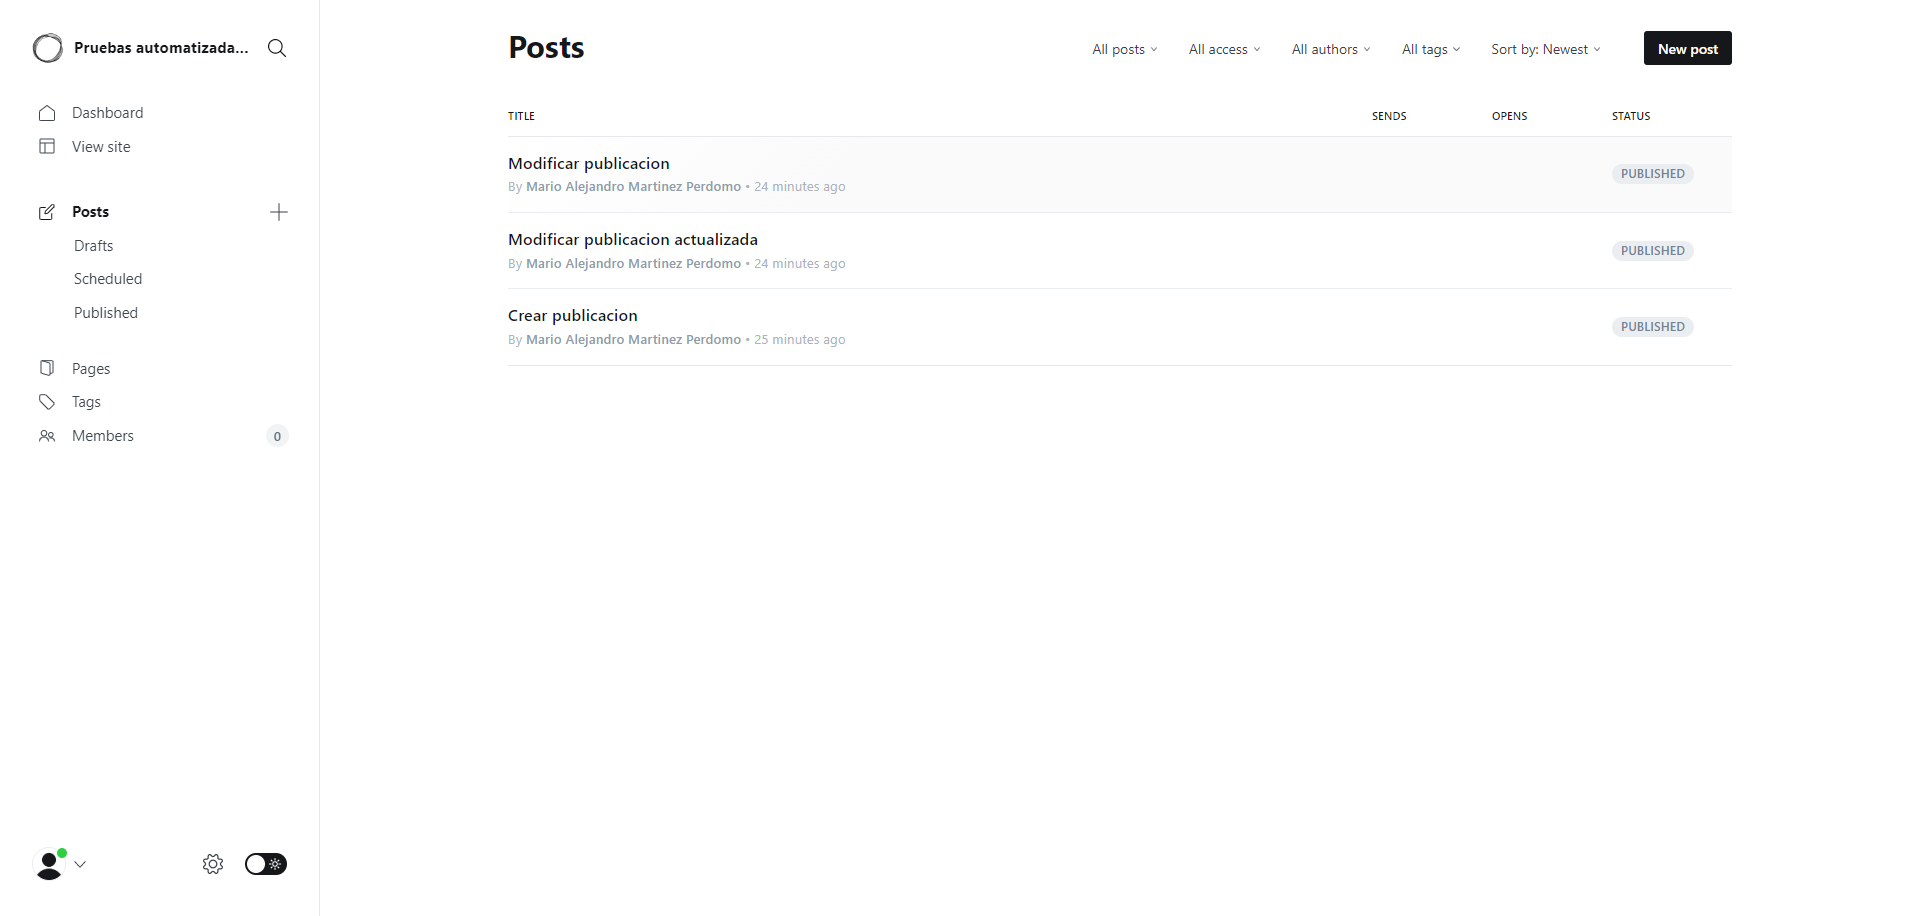 Pruebas automatizada...
Dashboard
View site
Posts
Drafts
Scheduled
Published
Pages
Tags
Members 0
Posts
All posts All access All authors All tags Sort by: Newest New post
TITLE SENDS OPENS STATUS
Modificar publicacion
By Mario Alejandro Martinez Perdomo • 24 minutes ago
PUBLISHED
Modificar publicacion actualizada
By Mario Alejandro Martinez Perdomo • 24 minutes ago
PUBLISHED
Crear publicacion
By Mario Alejandro Martinez Perdomo • 25 minutes ago
PUBLISHED